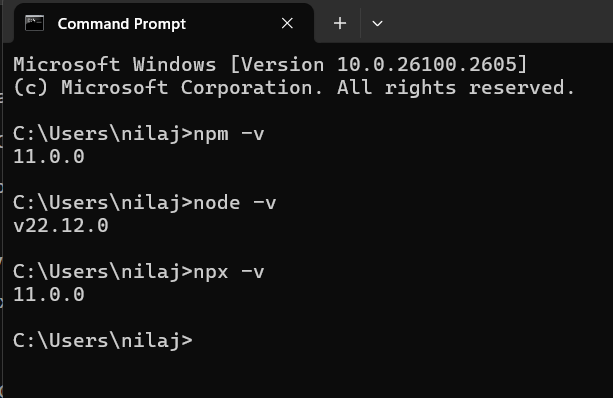 Command Prompt
Microsoft Windows [Version 10.0.26100.2605]
(c) Microsoft Corporation. All rights reserved.
C:\Users\nilaj>npm -v
11.0.0
C:\Users\nilaj>node -v
v22.12.0
C:\Users\nilaj>npx -v
11.0.0
C:\Users\nilaj>